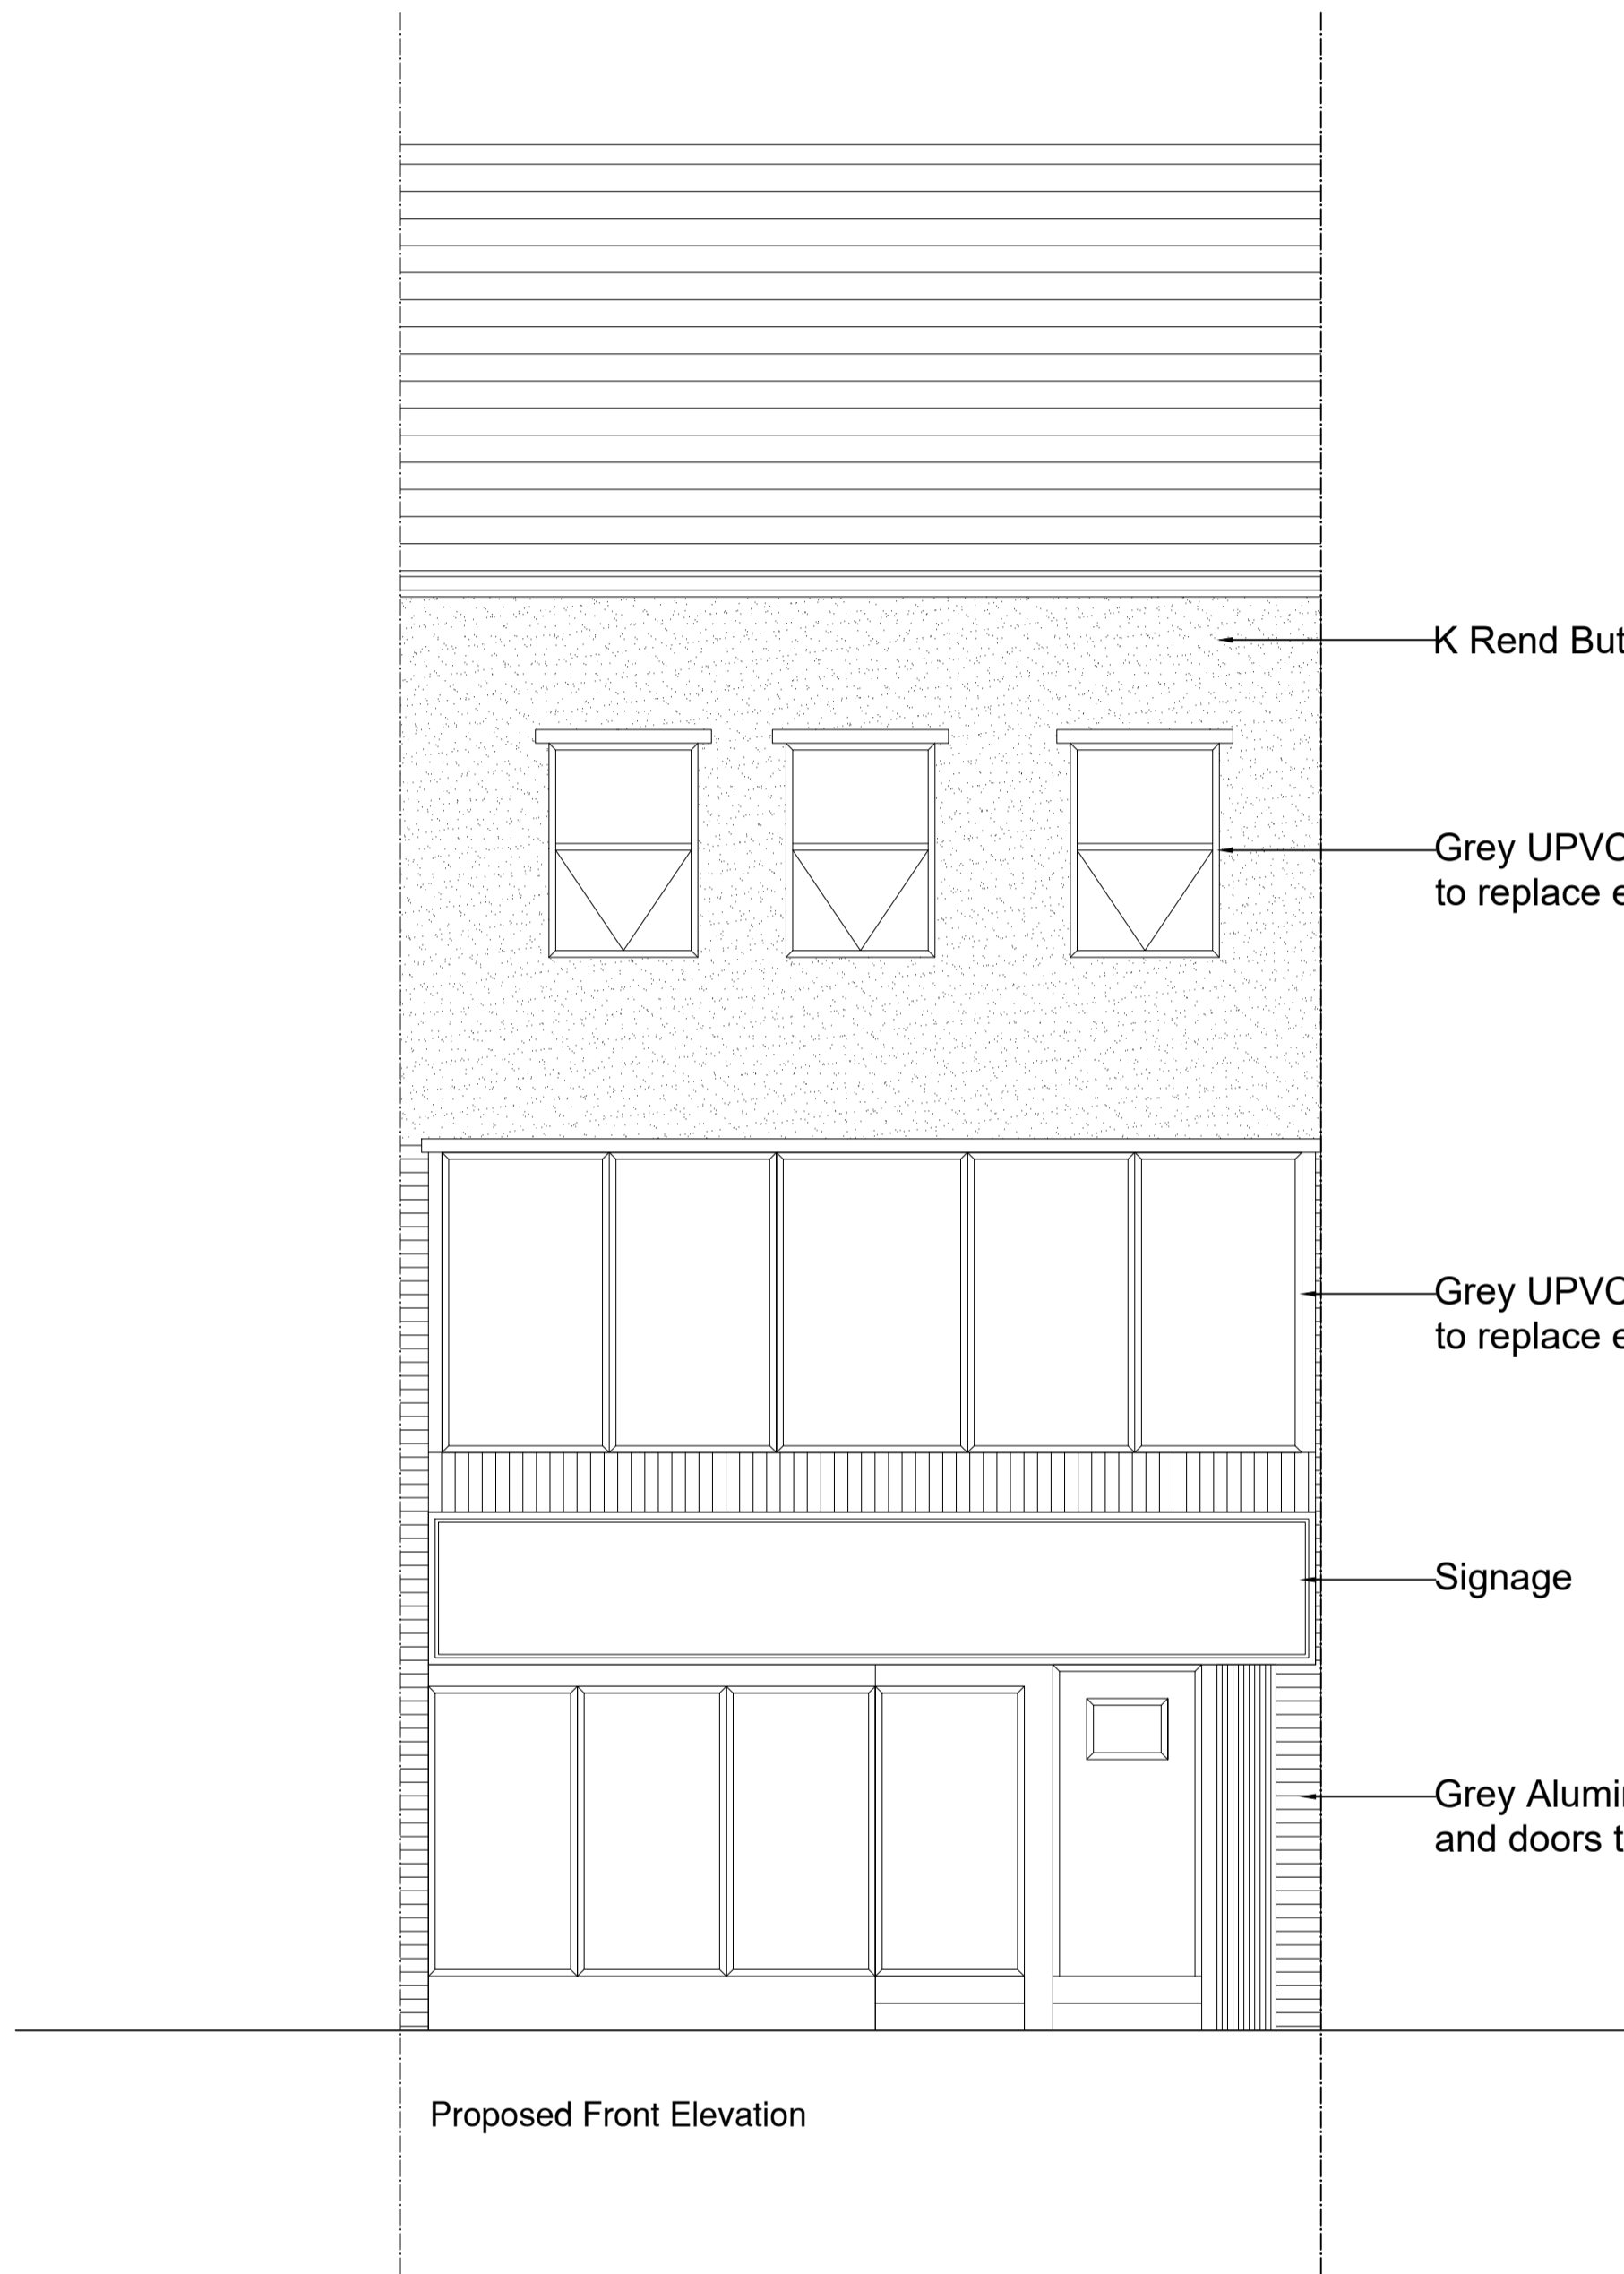 K Rend But
Grey UPVC
to replace e
Grey UPVC
to replace e
Signage
Grey Alumi
and doors t
Proposed Front Elevation